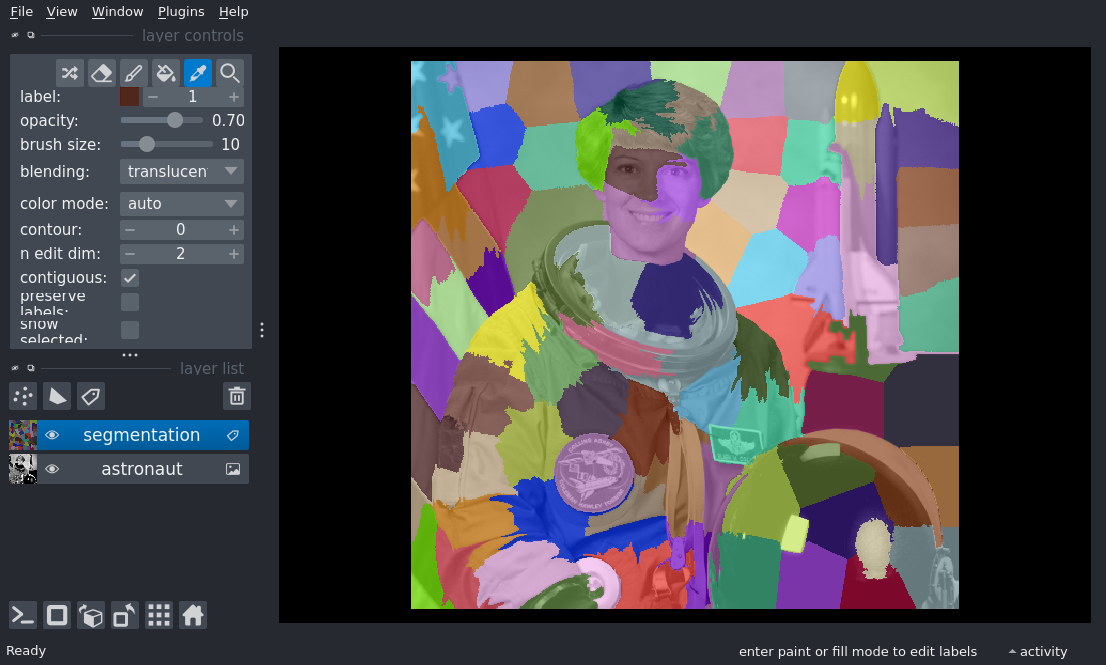 File View Window Plugins Help
layer controls
label: 1
opacity: 0.70
brush size: 10
blending: translucen
color mode: auto
contour: 0
n edit dim: 2
contiguous:
preserve
labels:
show
selected:
layer list
segmentation
astronaut
Ready
enter paint or fill mode to edit labels
activity